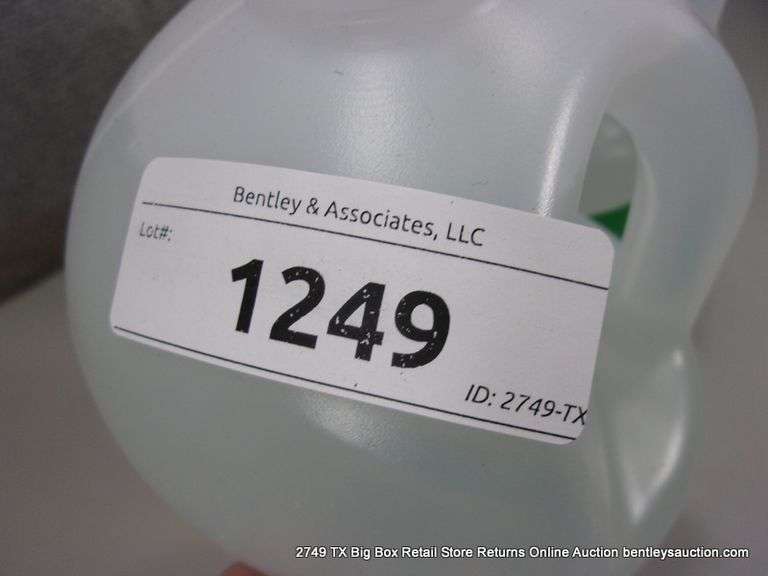 Bentley & Associates, LLC
Lot#:
1249
ID: 2749-TX
2749 TX Big Box Retail Store Returns Online Auction bentleysauction.com